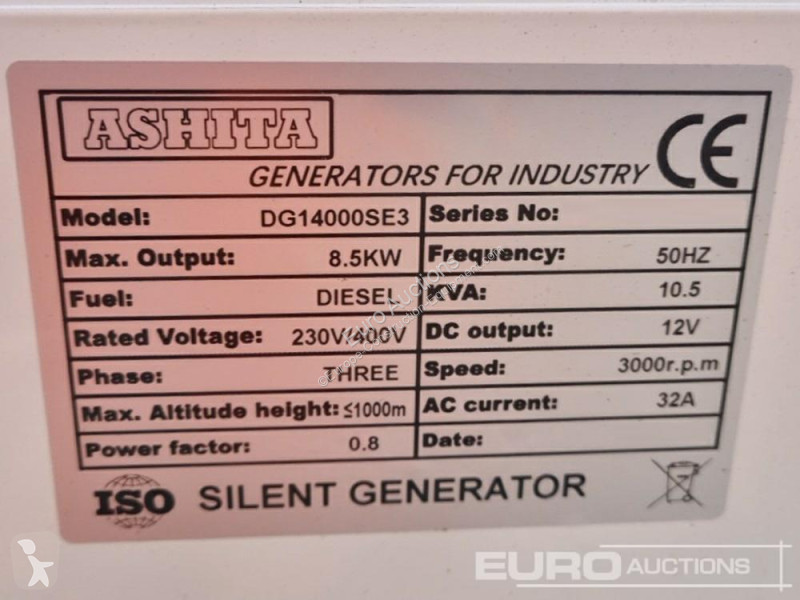 ASHITA
GENERATORS FOR INDUSTRY CE
Model: DG14000SE3 Series No:
Max. Output: 8.5KW Frequency: 50HZ
Fuel: DIESEL KVA: 10.5
Rated Voltage: 230V/400V DC output: 12V
Phase: THREE Speed: 3000r.p.m
Max. Altitude height: ≤1000m AC current: 32A
Power factor: 0.8 Date:
ISO SILENT GENERATOR
Euro Auctions
EURO AUCTIONS